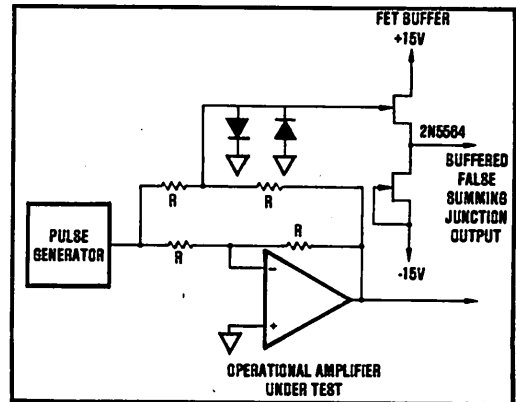 FET BUFFER
+15V
2N5564
BUFFERED
FALSE
SUMMING
JUNCTION
OUTPUT
R
R
PULSE
GENERATOR
R
R
-15V
−
+
OPERATIONAL AMPLIFIER
UNDER TEST